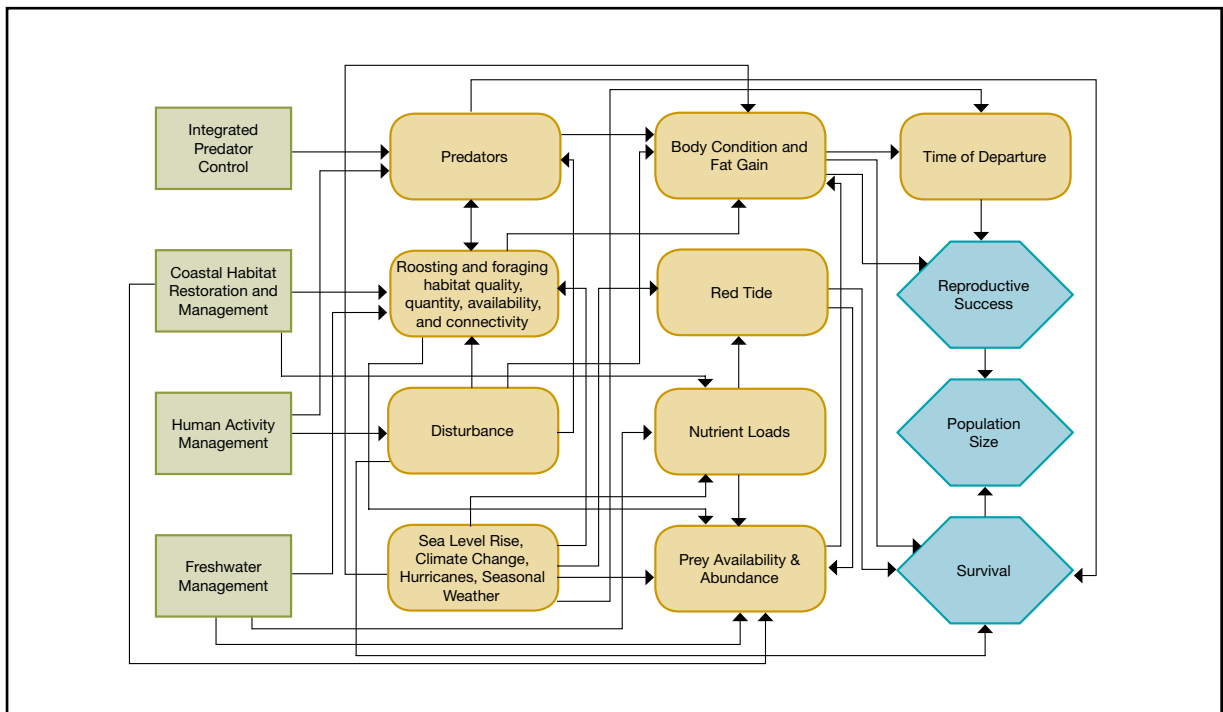 Integrated
Predator
Control
Predators
Body Condition and
Fat Gain
Time of Departure
Coastal Habitat
Restoration and
Management
Roosting and foraging
habitat quality,
quantity, availability,
and connectivity
Red Tide
Reproductive
Success
Human Activity
Management
Disturbance
Nutrient Loads
Population
Size
Freshwater
Management
Sea Level Rise,
Climate Change,
Hurricanes, Seasonal
Weather
Prey Availability &
Abundance
Survival